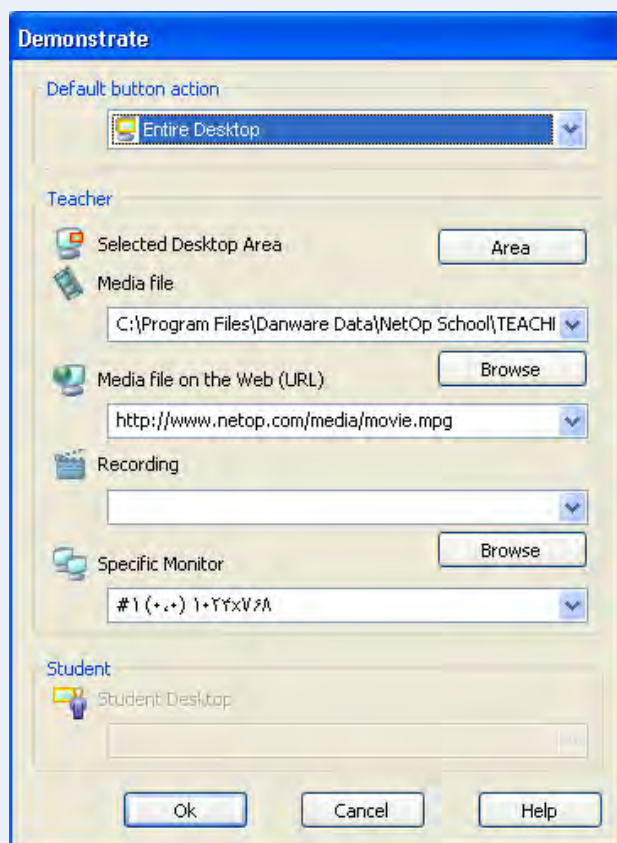 Demonstrate
Default button action
Entire Desktop
Teacher
Selected Desktop Area
Area
Media file
C:\Program Files\Danware Data\NetOp School\TEACHI
Browse
Media file on the Web (URL)
http://www.netop.com/media/movie.mpg
Recording
Browse
Specific Monitor
#۱ (۰،۰) ۱۰۲۴x۷۶۸
Student
Student Desktop
Ok Cancel Help